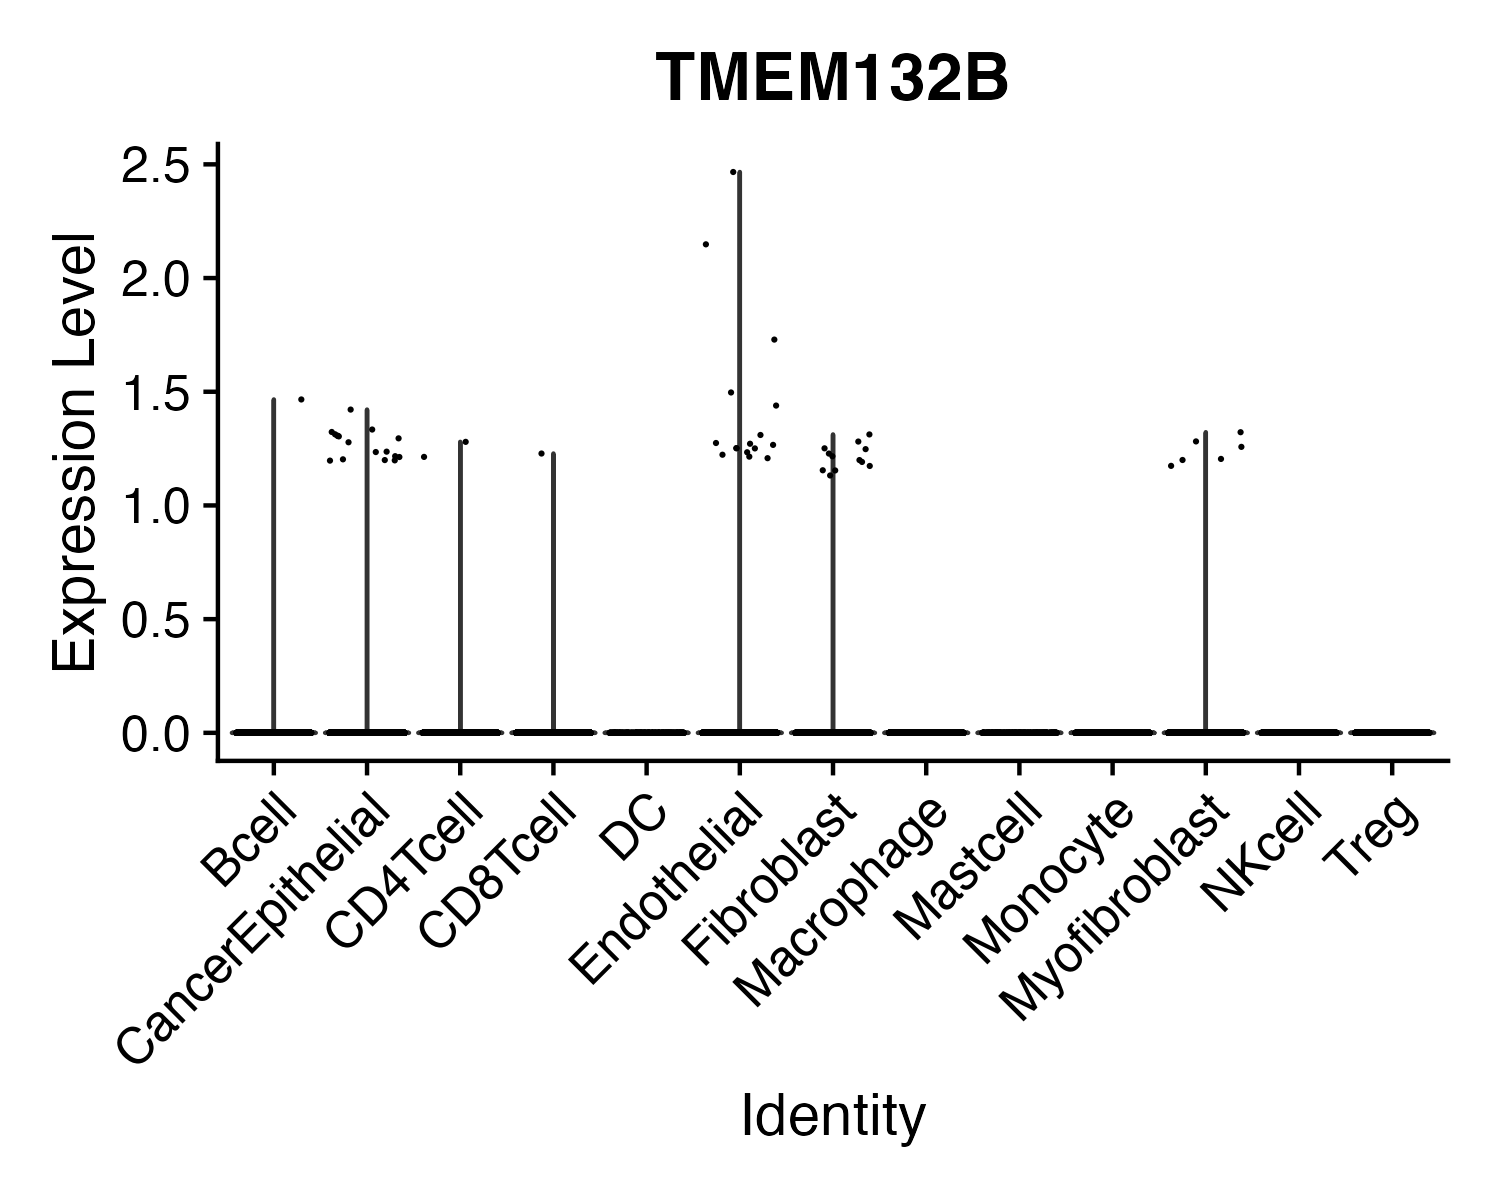 TMEM132B
Expression Level
2.5
2.0
1.5
1.0
0.5
0.0
Bcell
CancerEpithelial
CD4Tcell
CD8Tcell
DC
Endothelial
Fibroblast
Macrophage
Mastcell
Monocyte
Myofibroblast
NKcell
Treg
Identity